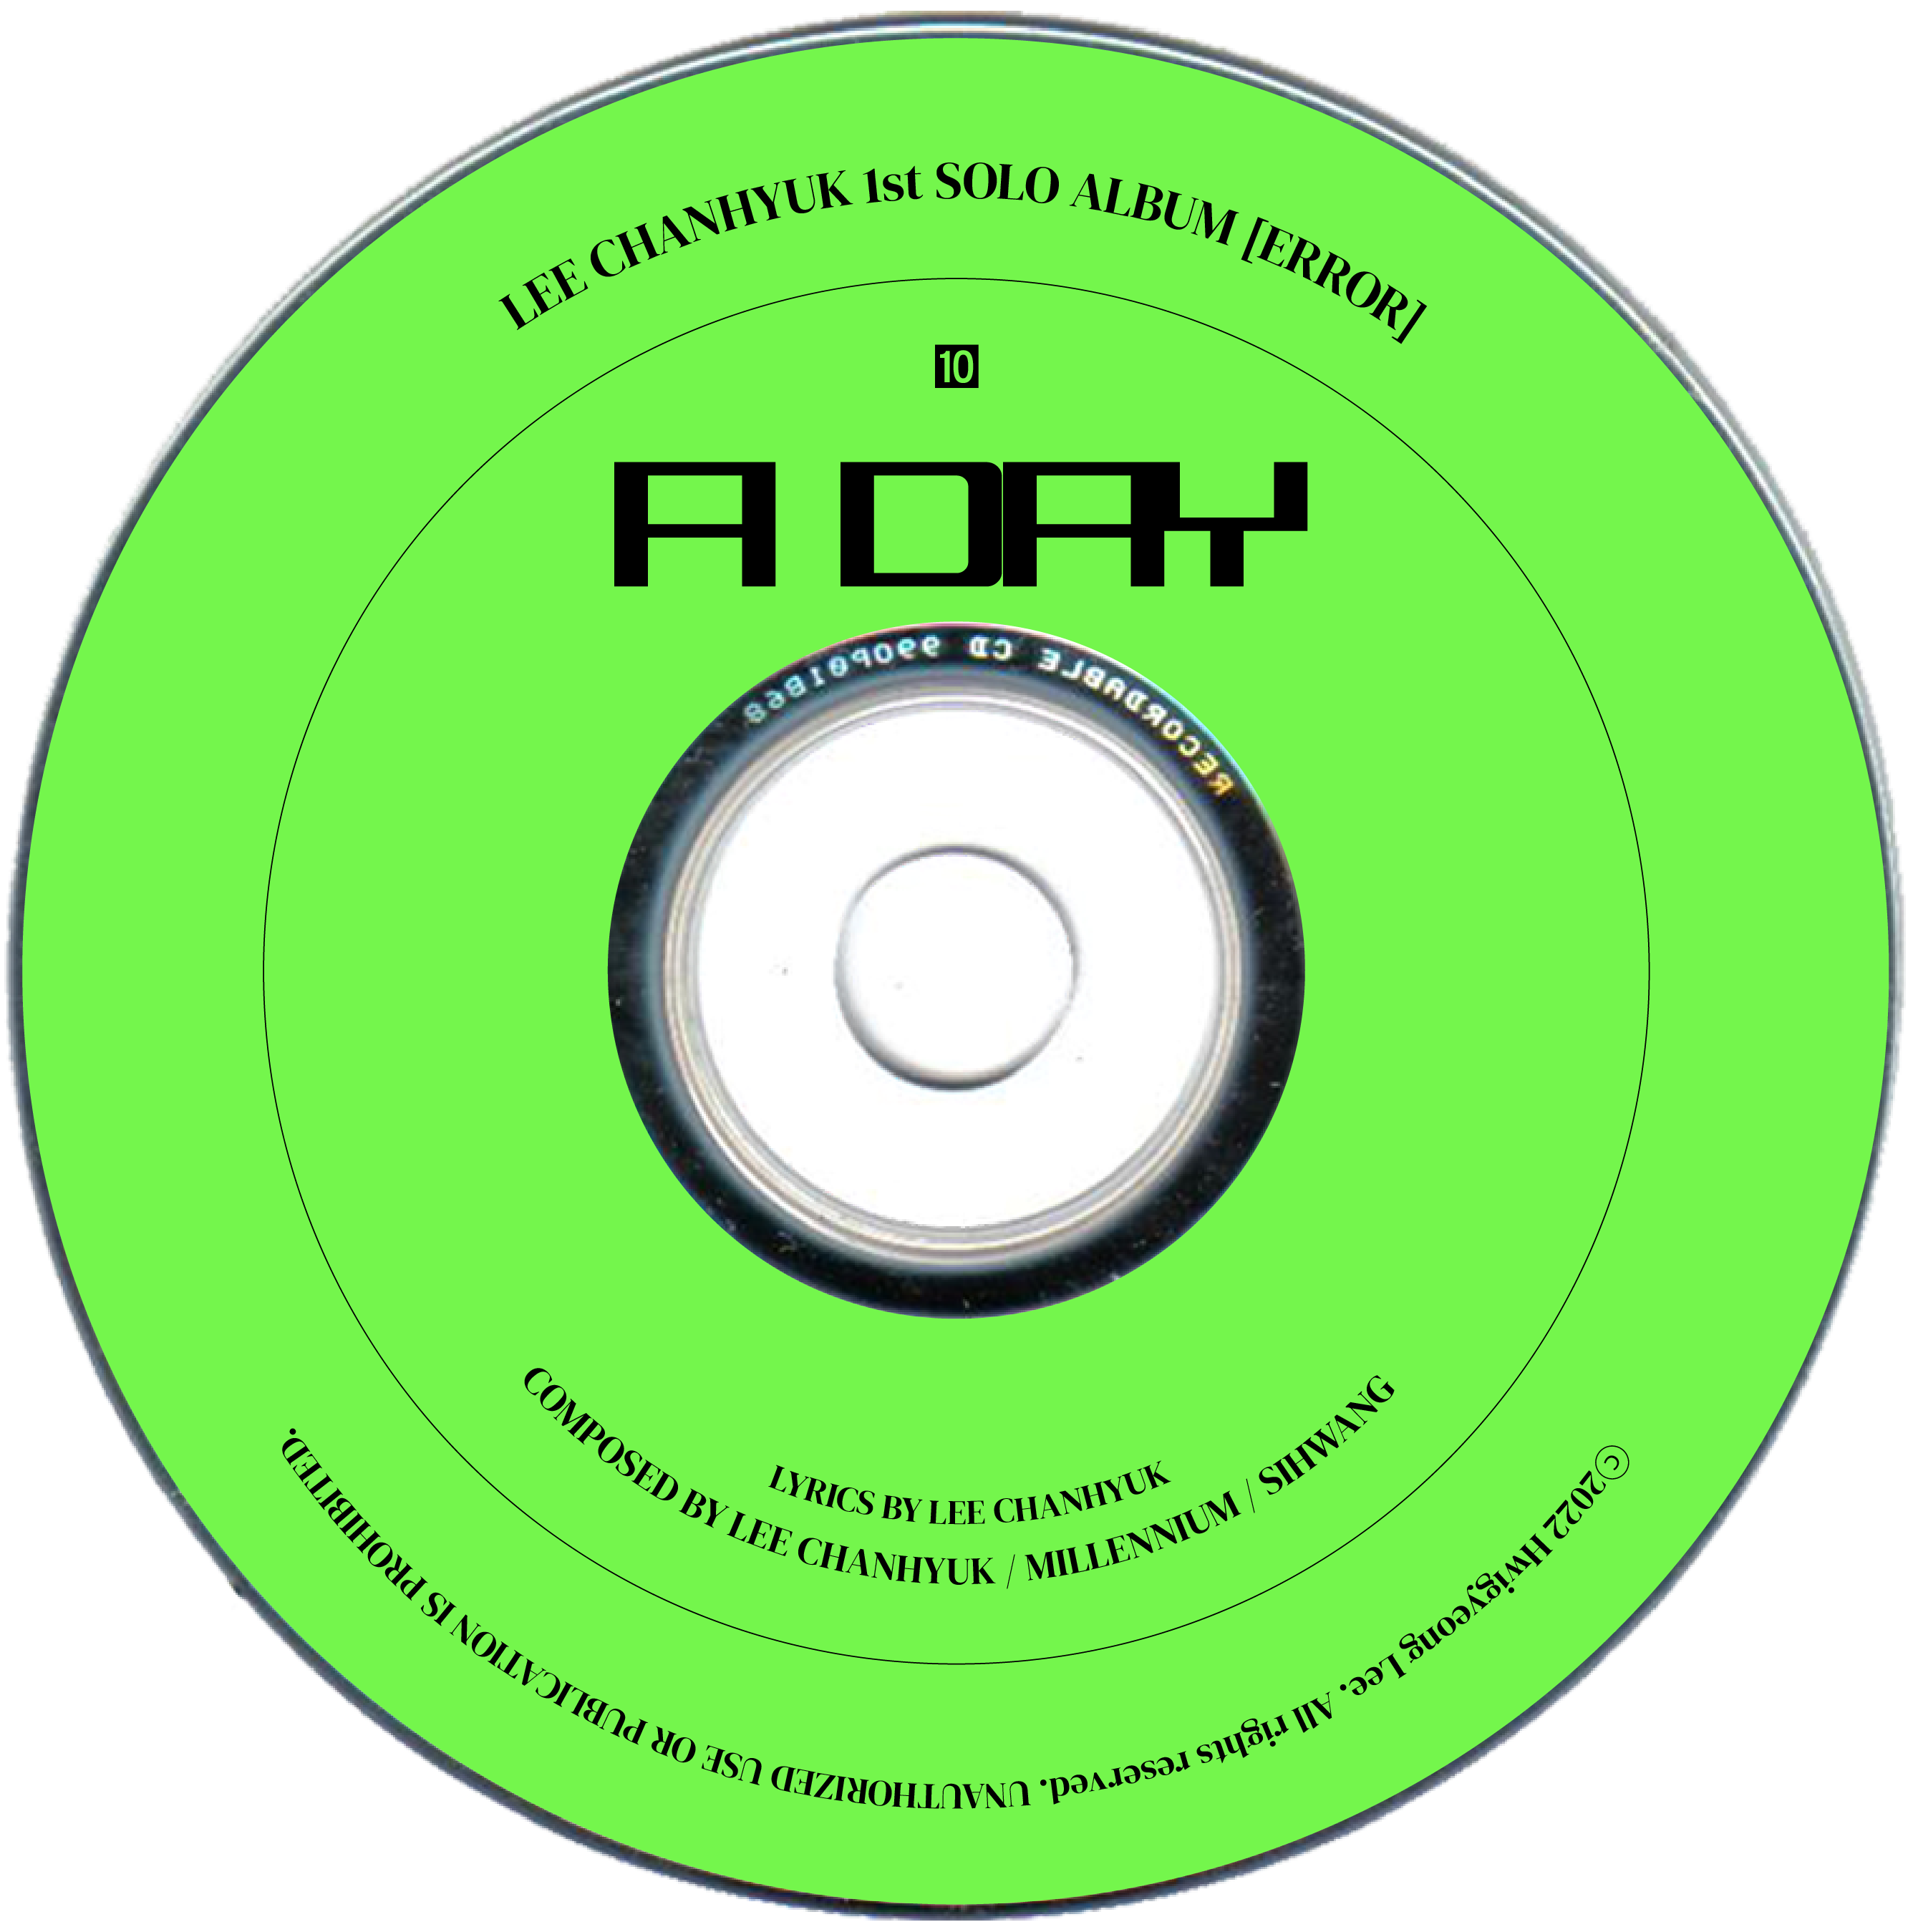 LEE CHANHYUK 1st SOLO ALBUM [ERROR]
10
A DAY
RECORDABLE CD
LYRICS BY LEE CHANHYUK
COMPOSED BY LEE CHANHYUK / MILLENNIUM / SIHWANG
©2022 Hwigyeong Lee. All rights reserved. UNAUTHORIZED USE OR PUBLICATION IS PROHIBITED.